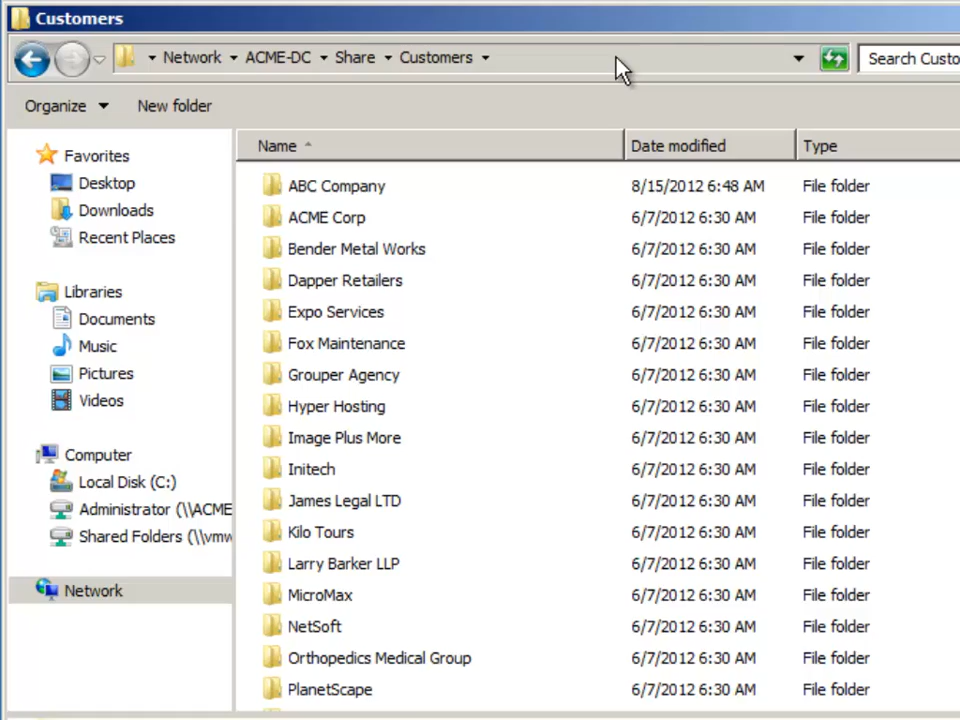 Customers
Network ACME-DC Share Customers
Search Custo
Organize New folder
Name Date modified Type
Favorites
Desktop
Downloads
Recent Places
Libraries
Documents
Music
Pictures
Videos
Computer
Local Disk (C:)
Administrator (\\ACME
Shared Folders (\\vmw
Network
ABC Company 8/15/2012 6:48 AM File folder
ACME Corp 6/7/2012 6:30 AM File folder
Bender Metal Works 6/7/2012 6:30 AM File folder
Dapper Retailers 6/7/2012 6:30 AM File folder
Expo Services 6/7/2012 6:30 AM File folder
Fox Maintenance 6/7/2012 6:30 AM File folder
Grouper Agency 6/7/2012 6:30 AM File folder
Hyper Hosting 6/7/2012 6:30 AM File folder
Image Plus More 6/7/2012 6:30 AM File folder
Initech 6/7/2012 6:30 AM File folder
James Legal LTD 6/7/2012 6:30 AM File folder
Kilo Tours 6/7/2012 6:30 AM File folder
Larry Barker LLP 6/7/2012 6:30 AM File folder
MicroMax 6/7/2012 6:30 AM File folder
NetSoft 6/7/2012 6:30 AM File folder
Orthopedics Medical Group 6/7/2012 6:30 AM File folder
PlanetScape 6/7/2012 6:30 AM File folder